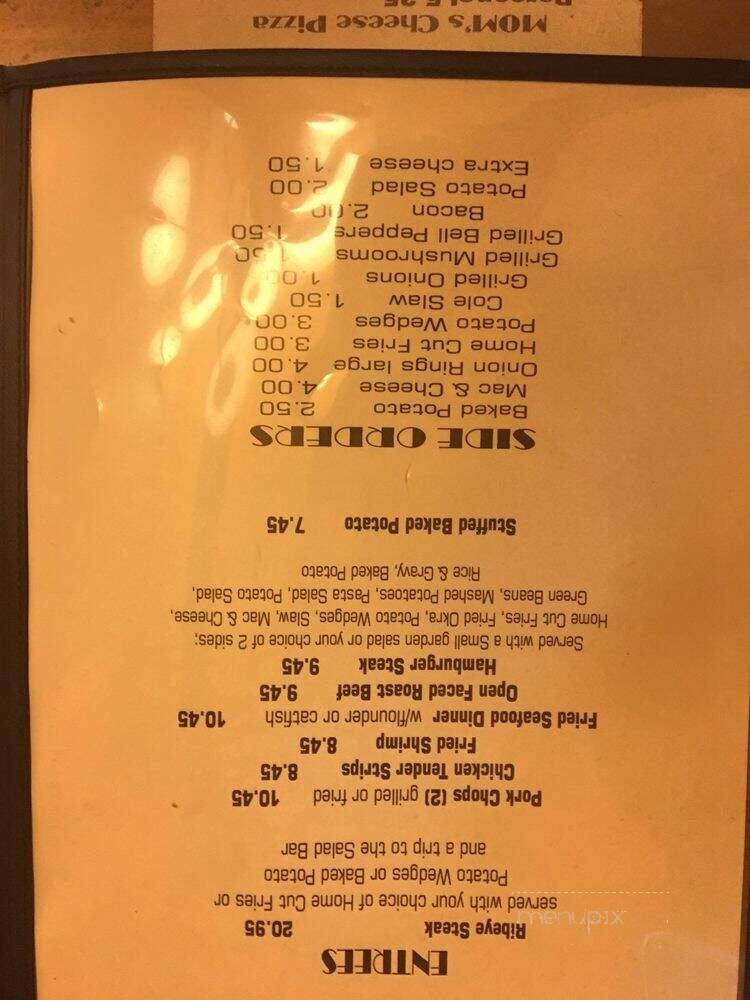 ENTREES
Ribeye Steak 20.95
served with your choice of Home Cut Fries or
Potato Wedges or Baked Potato
and a trip to the Salad Bar
Pork Chops (2) grilled or fried 10.45
Chicken Tender Strips 8.45
Fried Shrimp 8.45
Fried Seafood Dinner w/flounder or catfish 10.45
Open Faced Roast Beef 9.45
Hamburger Steak 9.45
Served with a Small garden salad or your choice of 2 sides;
Home Cut Fries, Fried Okra, Potato Wedges, Slaw, Mac & Cheese,
Green Beans, Mashed Potatoes, Pasta Salad, Potato Salad,
Rice & Gravy, Baked Potato
Stuffed Baked Potato 7.45
SIDE ORDERS
Baked Potato 2.50
Mac & Cheese 4.00
Onion Rings large 4.00
Home Cut Fries 3.00
Potato Wedges 3.00
Cole Slaw 1.50
Grilled Onions 1.00
Grilled Mushrooms 1.50
Grilled Bell Peppers 1.50
Bacon 2.00
Potato Salad 2.00
Extra cheese 1.50
MOM's Cheese Pizza
Personal 5.25
menupix